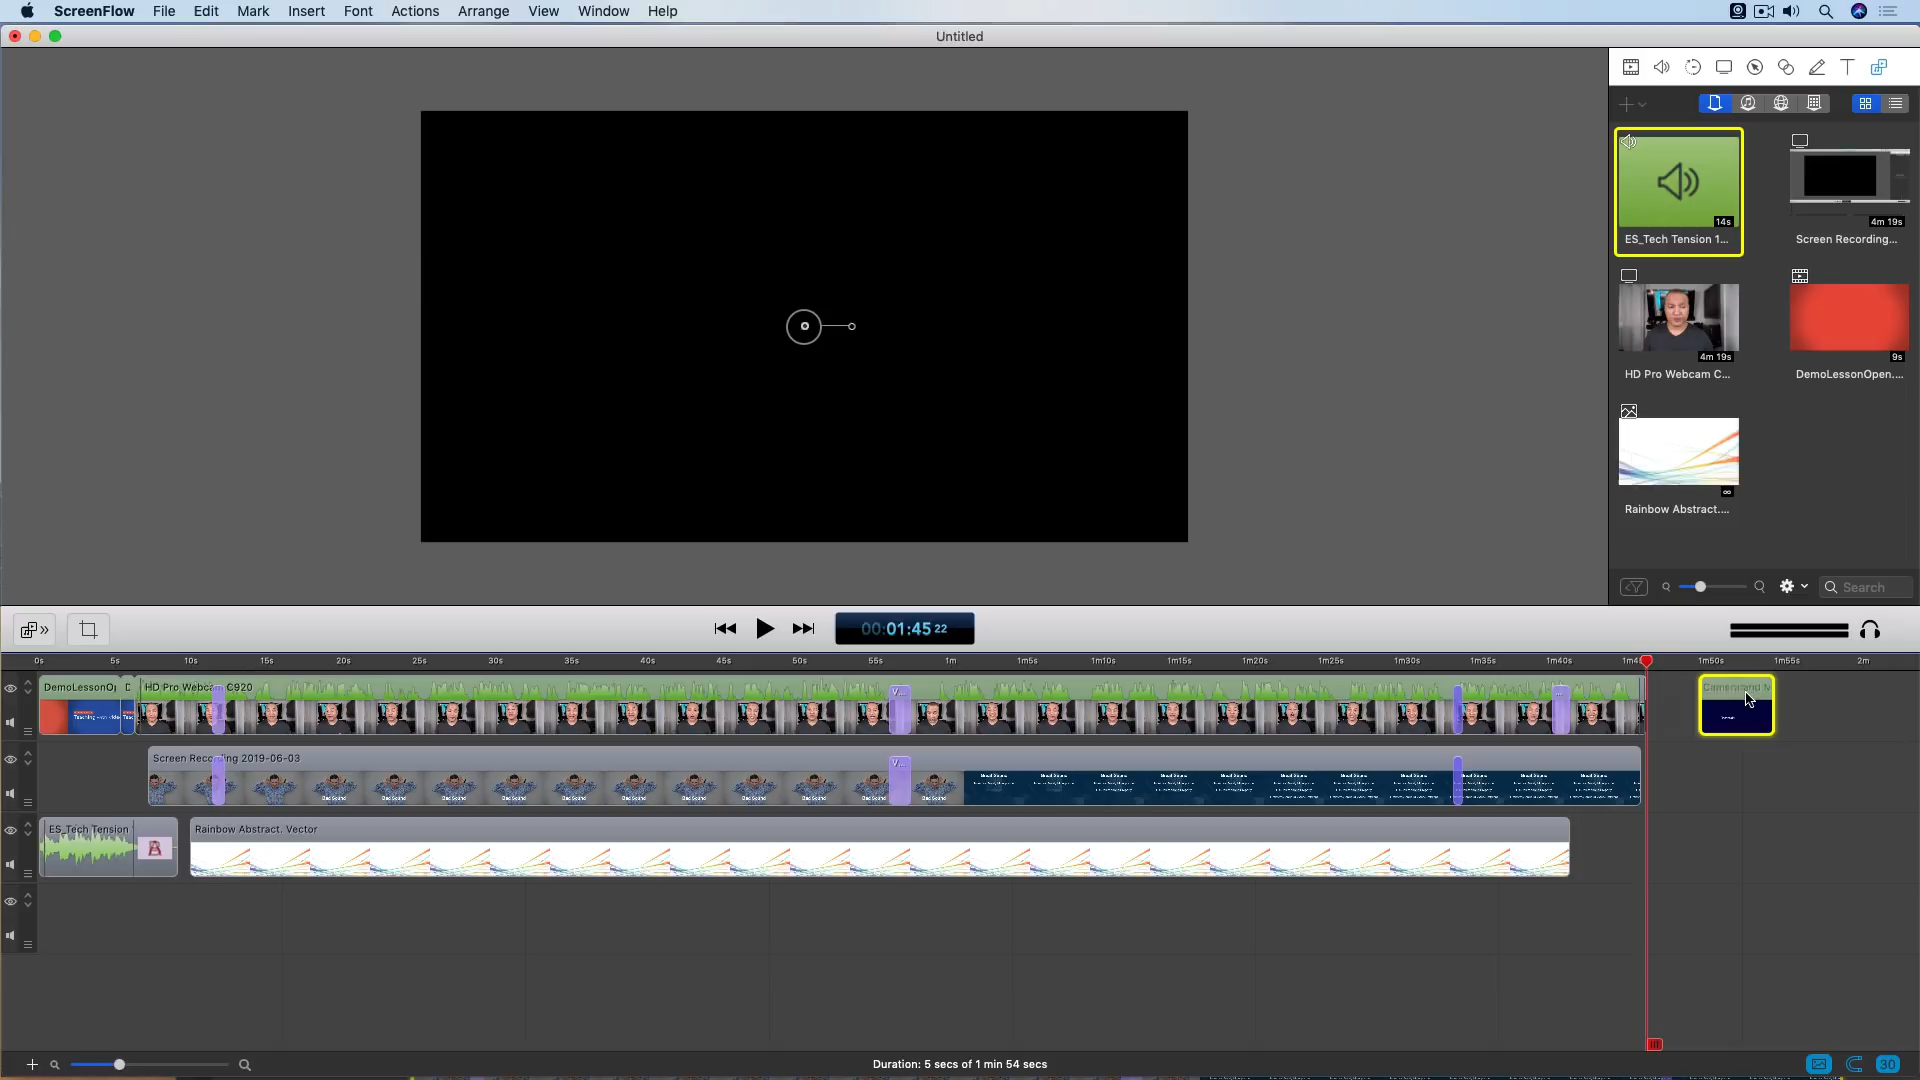 ScreenFlow File Edit Mark Insert Font Actions Arrange View Window Help
Untitled
14s
ES_Tech Tension 1...
4m 19s
Screen Recording...
4m 19s
HD Pro Webcam C...
9s
DemoLessonOpen....
∞
Rainbow Abstract....
Search
00:01:45 22
0s 5s 10s 15s 20s 25s 30s 35s 40s 45s 50s 55s 1m 1m5s 1m10s 1m15s 1m20s 1m25s 1m30s 1m35s 1m40s 1m50s 1m55s 2m
DemoLessonO D HD Pro Webcam C920
V...
Screen Recording 2019-06-03
V...
Bad Sound
ES_Tech Tension
Rainbow Abstract. Vector
Duration: 5 secs of 1 min 54 secs
30